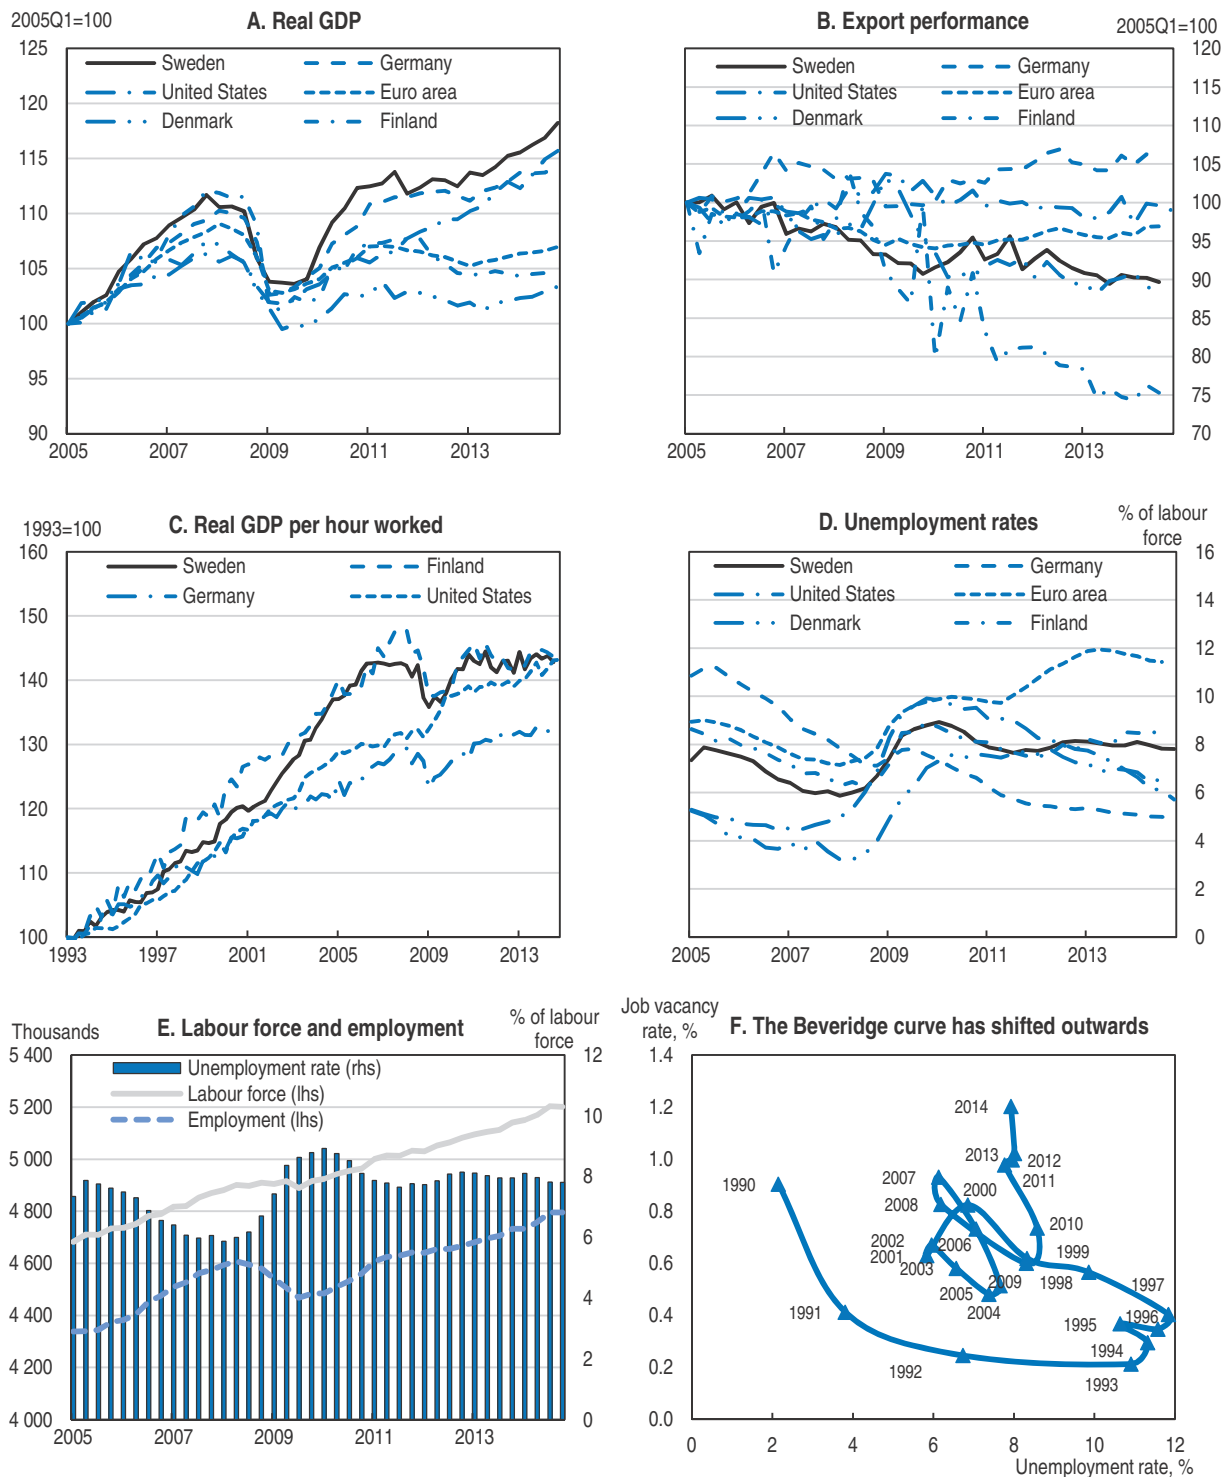 A. Real GDP
2005Q1=100
125
120
115
110
105
100
95
90
Sweden
Germany
United States
Euro area
Denmark
Finland
2005
2007
2009
2011
2013
B. Export performance
2005Q1=100
120
115
110
105
100
95
90
85
80
75
70
Sweden
Germany
United States
Euro area
Denmark
Finland
2005
2007
2009
2011
2013
C. Real GDP per hour worked
1993=100
160
150
140
130
120
110
100
Sweden
Finland
Germany
United States
1993
1997
2001
2005
2009
2013
D. Unemployment rates
% of labour
force
16
14
12
10
8
6
4
2
0
Sweden
Germany
United States
Euro area
Denmark
Finland
2005
2007
2009
2011
2013
E. Labour force and employment
Thousands
% of labour
force
5 400
5 200
5 000
4 800
4 600
4 400
4 200
4 000
12
10
8
6
4
2
0
Unemployment rate (rhs)
Labour force (lhs)
Employment (lhs)
2005
2007
2009
2011
2013
F. The Beveridge curve has shifted outwards
Job vacancy
rate, %
1.4
1.2
1.0
0.8
0.6
0.4
0.2
0.0
2014
2013
2012
2011
2007
2000
1990
2008
2010
2002
2006
2001
1999
2003
2009
1998
2005
1997
2004
1991
1996
1995
1994
1992
1993
0
2
4
6
8
10
12
Unemployment rate, %